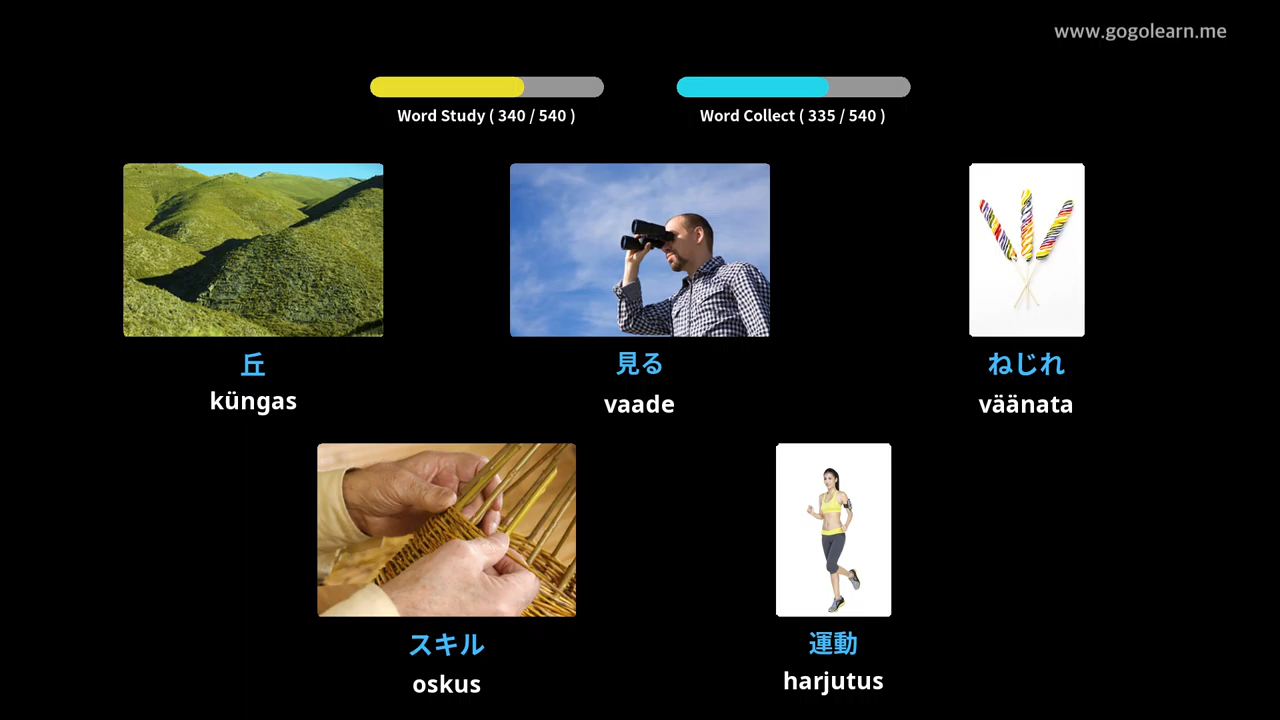 www.gogolearn.me
Word Study ( 340 / 540 )
Word Collect ( 335 / 540 )
丘
küngas
見る
vaade
ねじれ
väänata
スキル
oskus
運動
harjutus